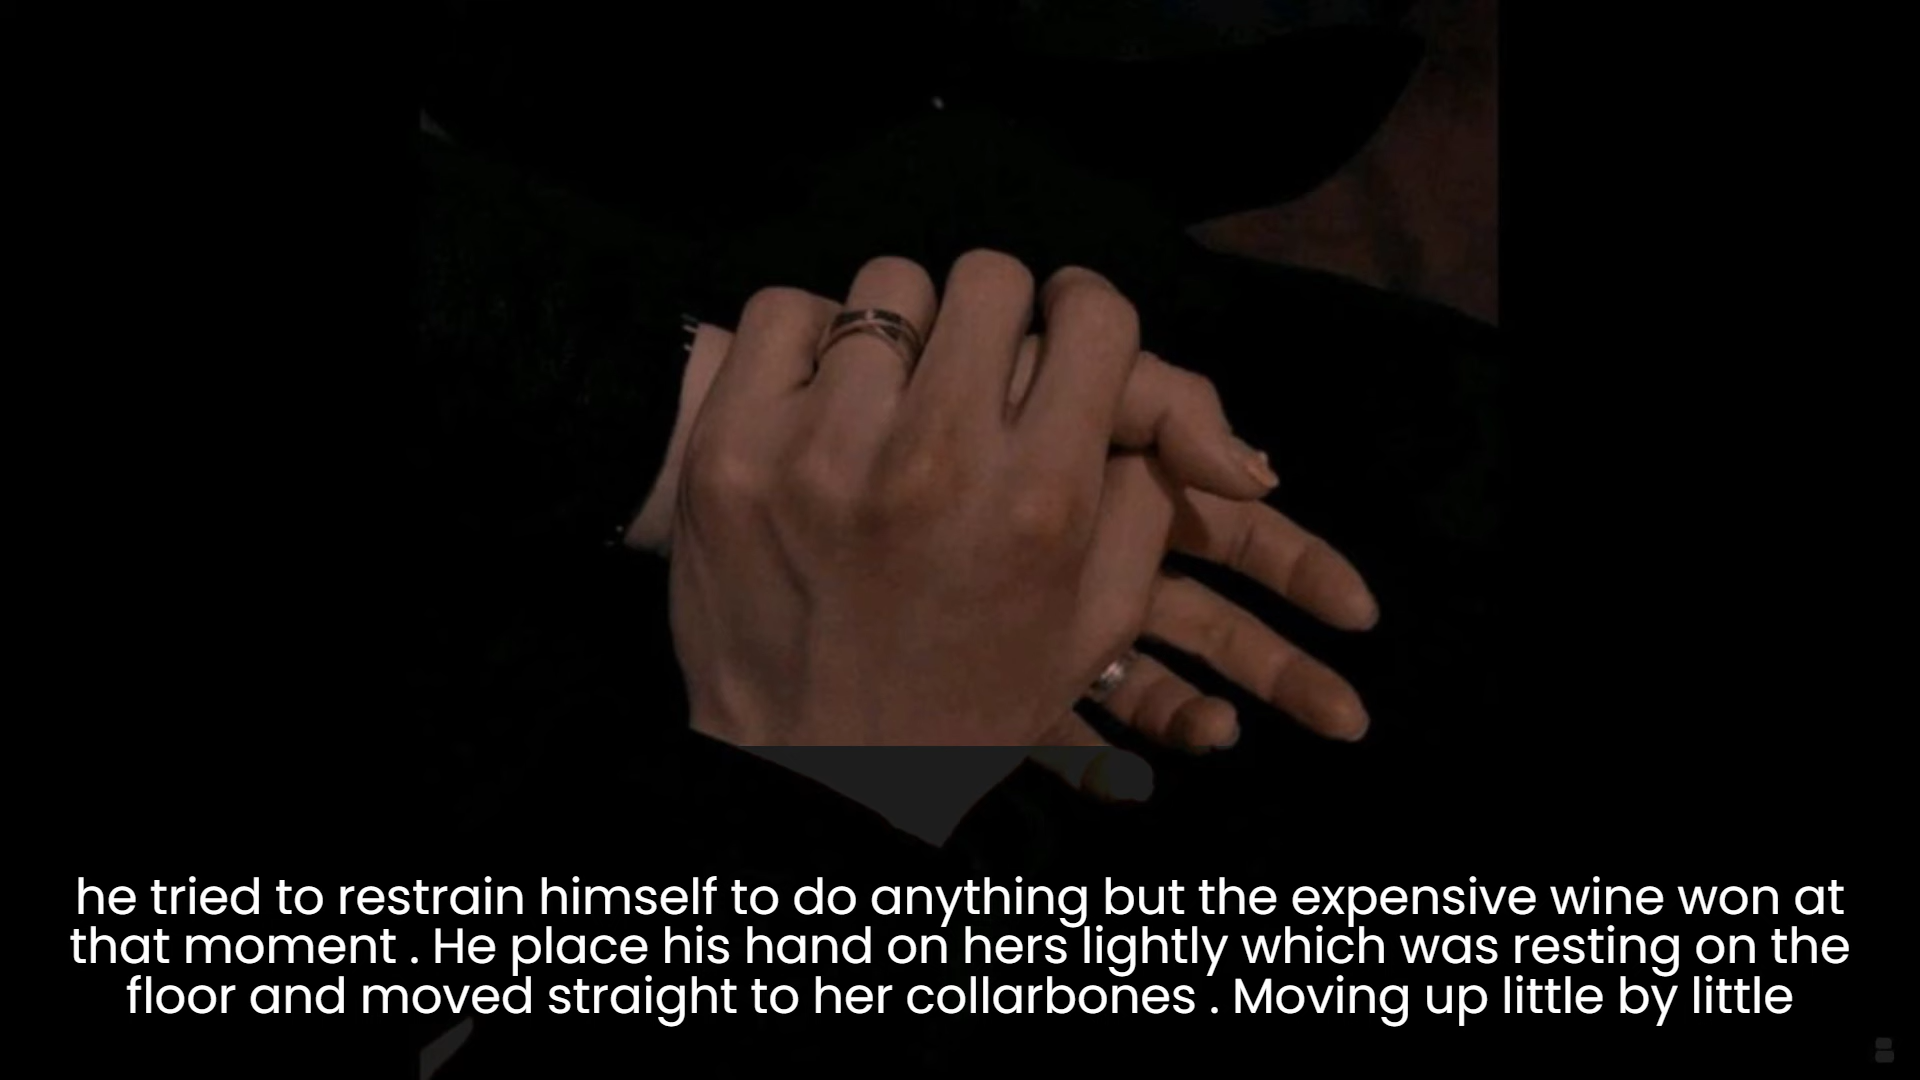 he tried to restrain himself to do anything but the expensive wine won at
that moment . He place his hand on hers lightly which was resting on the
floor and moved straight to her collarbones . Moving up little by little